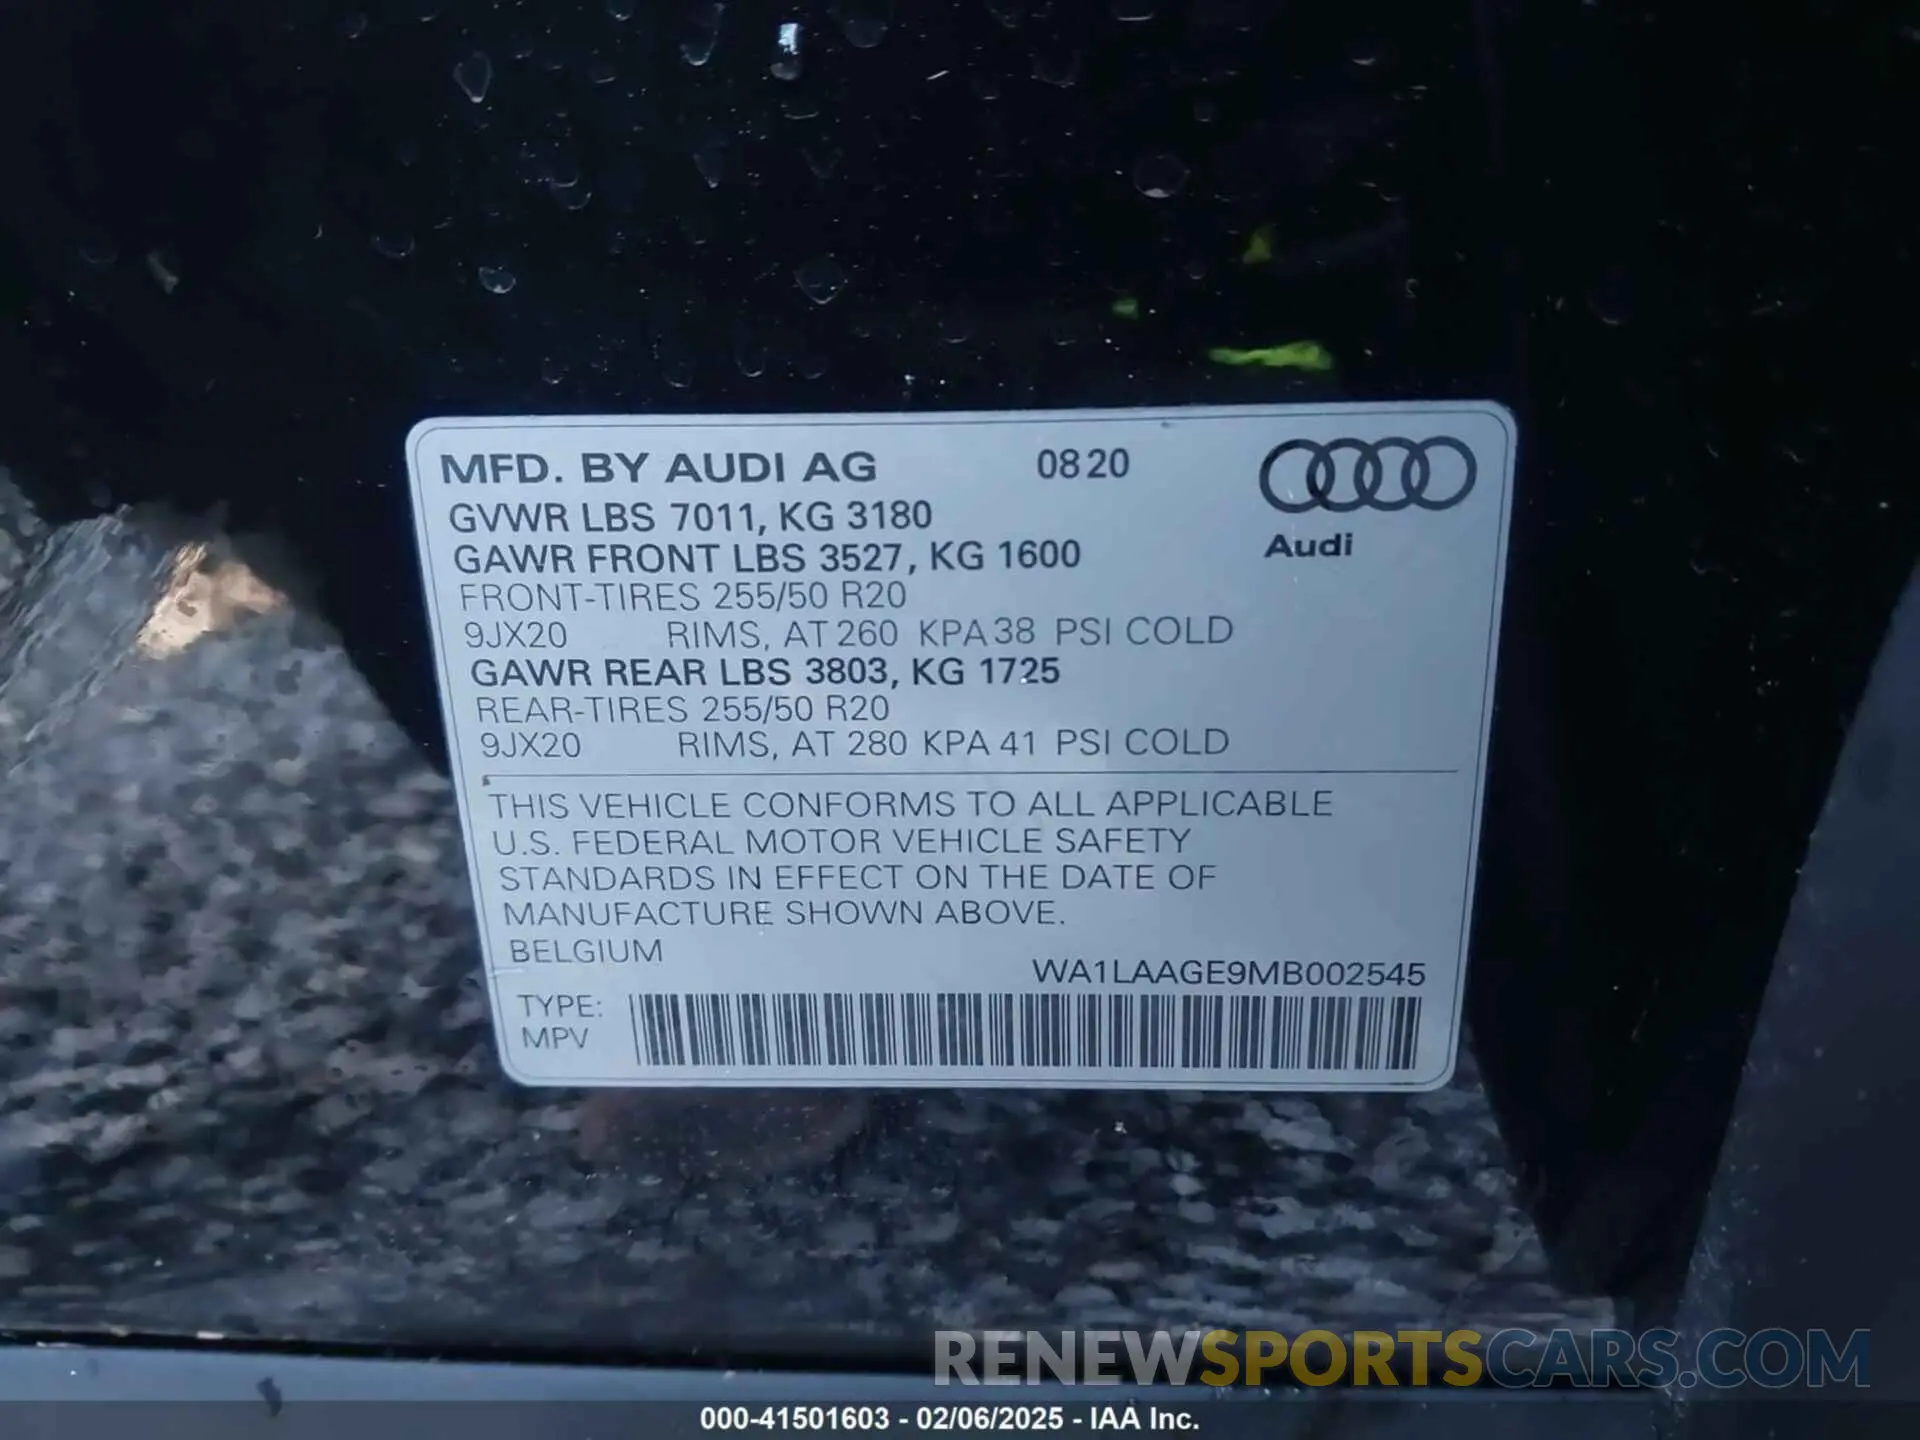 MFD. BY AUDI AG 0820
GVWR LBS 7011, KG 3180
GAWR FRONT LBS 3527, KG 1600
Audi
FRONT-TIRES 255/50 R20
9JX20 RIMS, AT 260 KPA 38 PSI COLD
GAWR REAR LBS 3803, KG 1725
REAR-TIRES 255/50 R20
9JX20 RIMS, AT 280 KPA 41 PSI COLD
THIS VEHICLE CONFORMS TO ALL APPLICABLE
U.S. FEDERAL MOTOR VEHICLE SAFETY
STANDARDS IN EFFECT ON THE DATE OF
MANUFACTURE SHOWN ABOVE.
BELGIUM
WA1LAAGE9MB002545
TYPE:
MPV
RENEWSPORTSCARS.COM
000-41501603 - 02/06/2025 - IAA Inc.